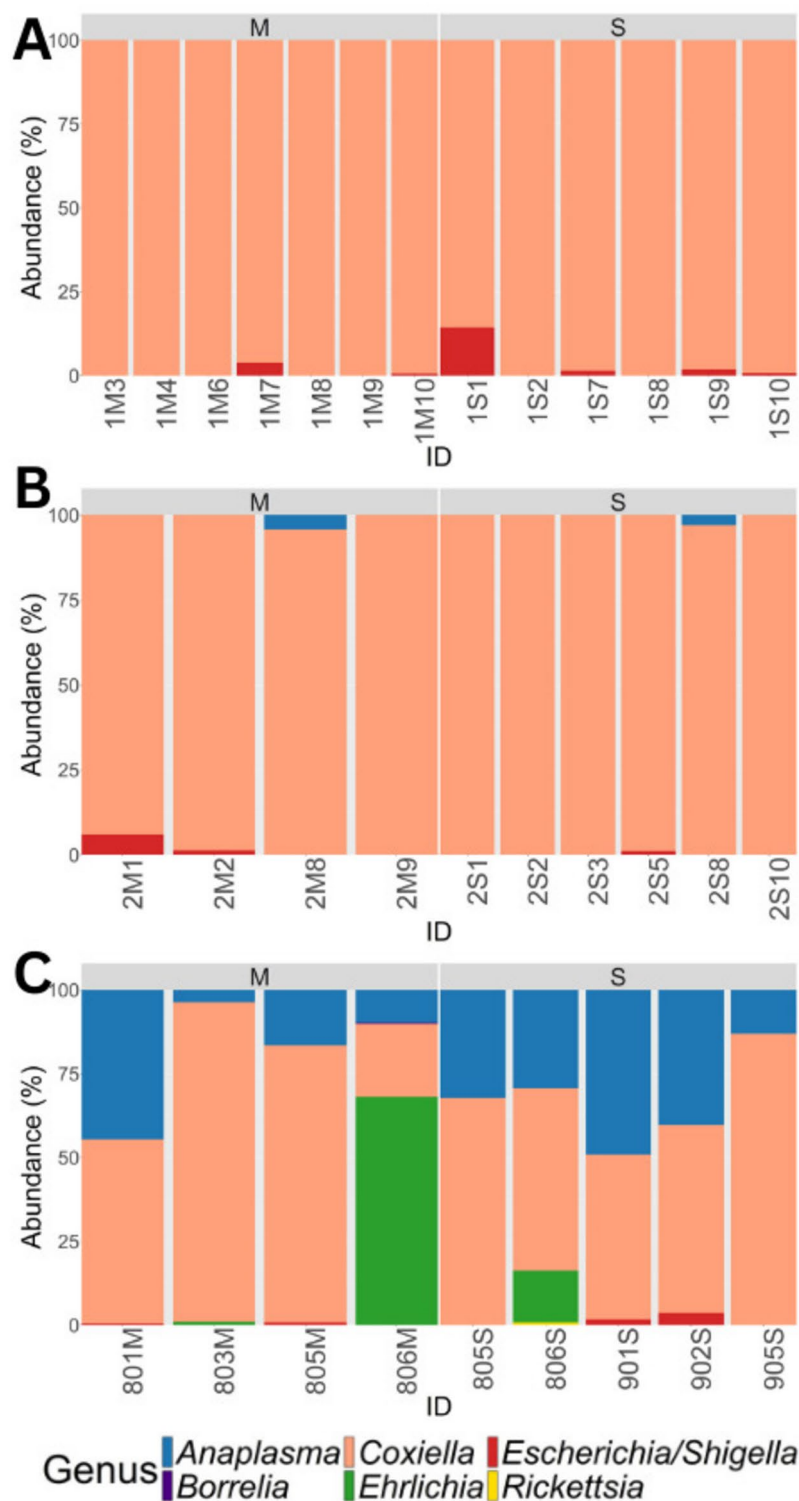 A
M S
100
75
50
25
0
Abundance (%)
1M3 1M4 1M6 1M7 1M8 1M9 1M10 1S1 1S2 1S7 1S8 1S9 1S10
ID
B
M S
100
75
50
25
0
Abundance (%)
2M1 2M2 2M8 2M9 2S1 2S2 2S3 2S5 2S8 2S10
ID
C
M S
100
75
50
25
0
Abundance (%)
801M 803M 805M 806M 805S 806S 901S 902S 905S
ID
Genus
Anaplasma Coxiella Escherichia/Shigella
Borrelia Ehrlichia Rickettsia